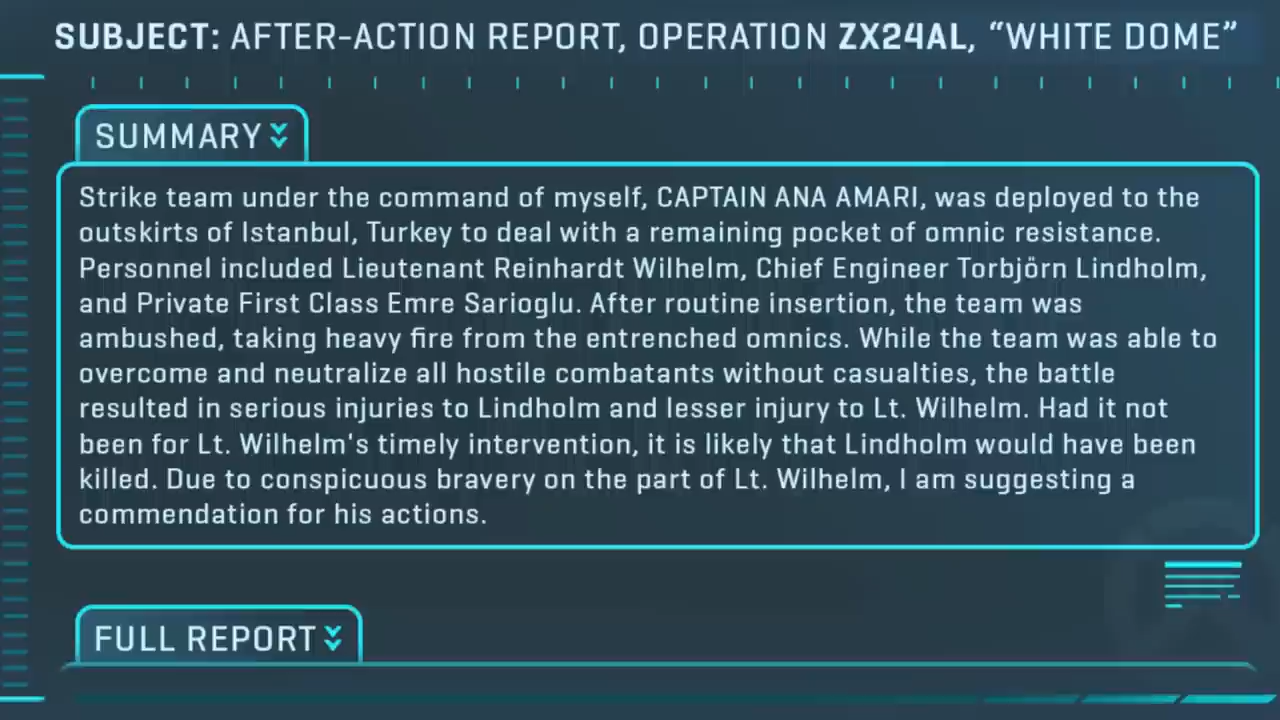 SUBJECT: AFTER-ACTION REPORT, OPERATION ZX24AL, “WHITE DOME”
SUMMARY
Strike team under the command of myself, CAPTAIN ANA AMARI, was deployed to the
outskirts of Istanbul, Turkey to deal with a remaining pocket of omnic resistance.
Personnel included Lieutenant Reinhardt Wilhelm, Chief Engineer Torbjörn Lindholm,
and Private First Class Emre Sarioglu. After routine insertion, the team was
ambushed, taking heavy fire from the entrenched omnics. While the team was able to
overcome and neutralize all hostile combatants without casualties, the battle
resulted in serious injuries to Lindholm and lesser injury to Lt. Wilhelm. Had it not
been for Lt. Wilhelm's timely intervention, it is likely that Lindholm would have been
killed. Due to conspicuous bravery on the part of Lt. Wilhelm, I am suggesting a
commendation for his actions.
FULL REPORT